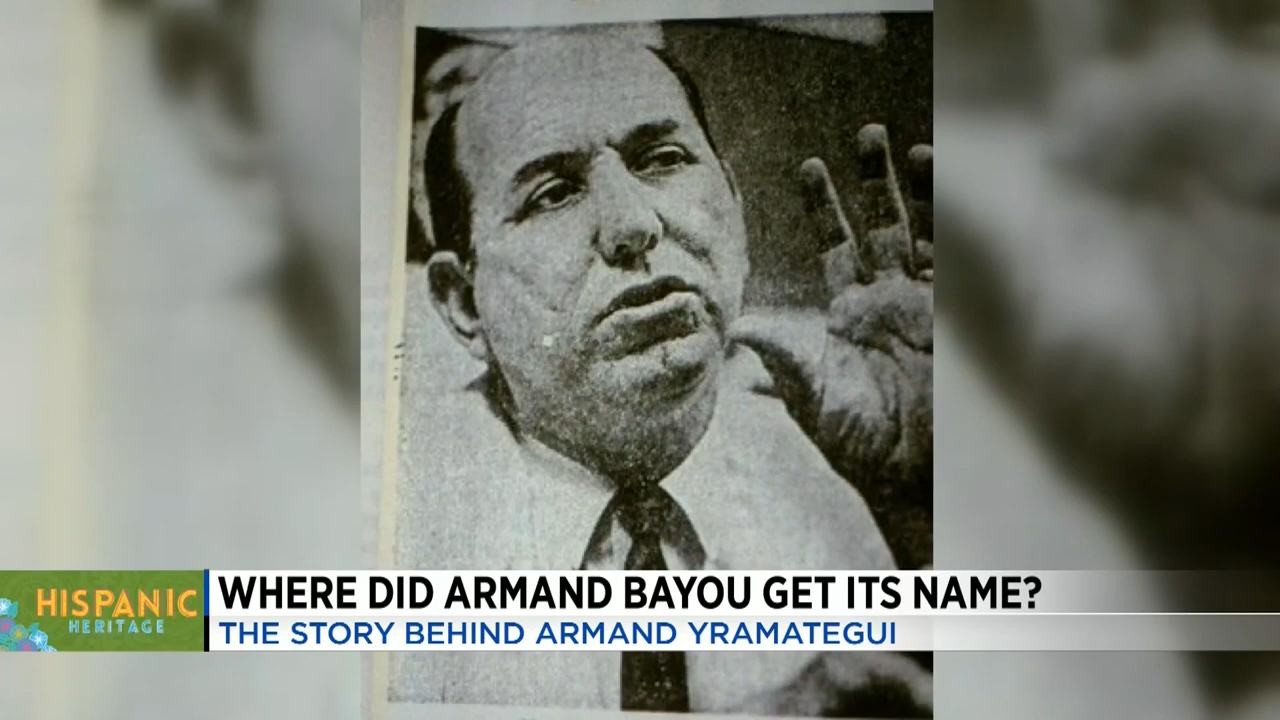 HISPANIC
HERITAGE
WHERE DID ARMAND BAYOU GET ITS NAME?
THE STORY BEHIND ARMAND YRAMATEGUI